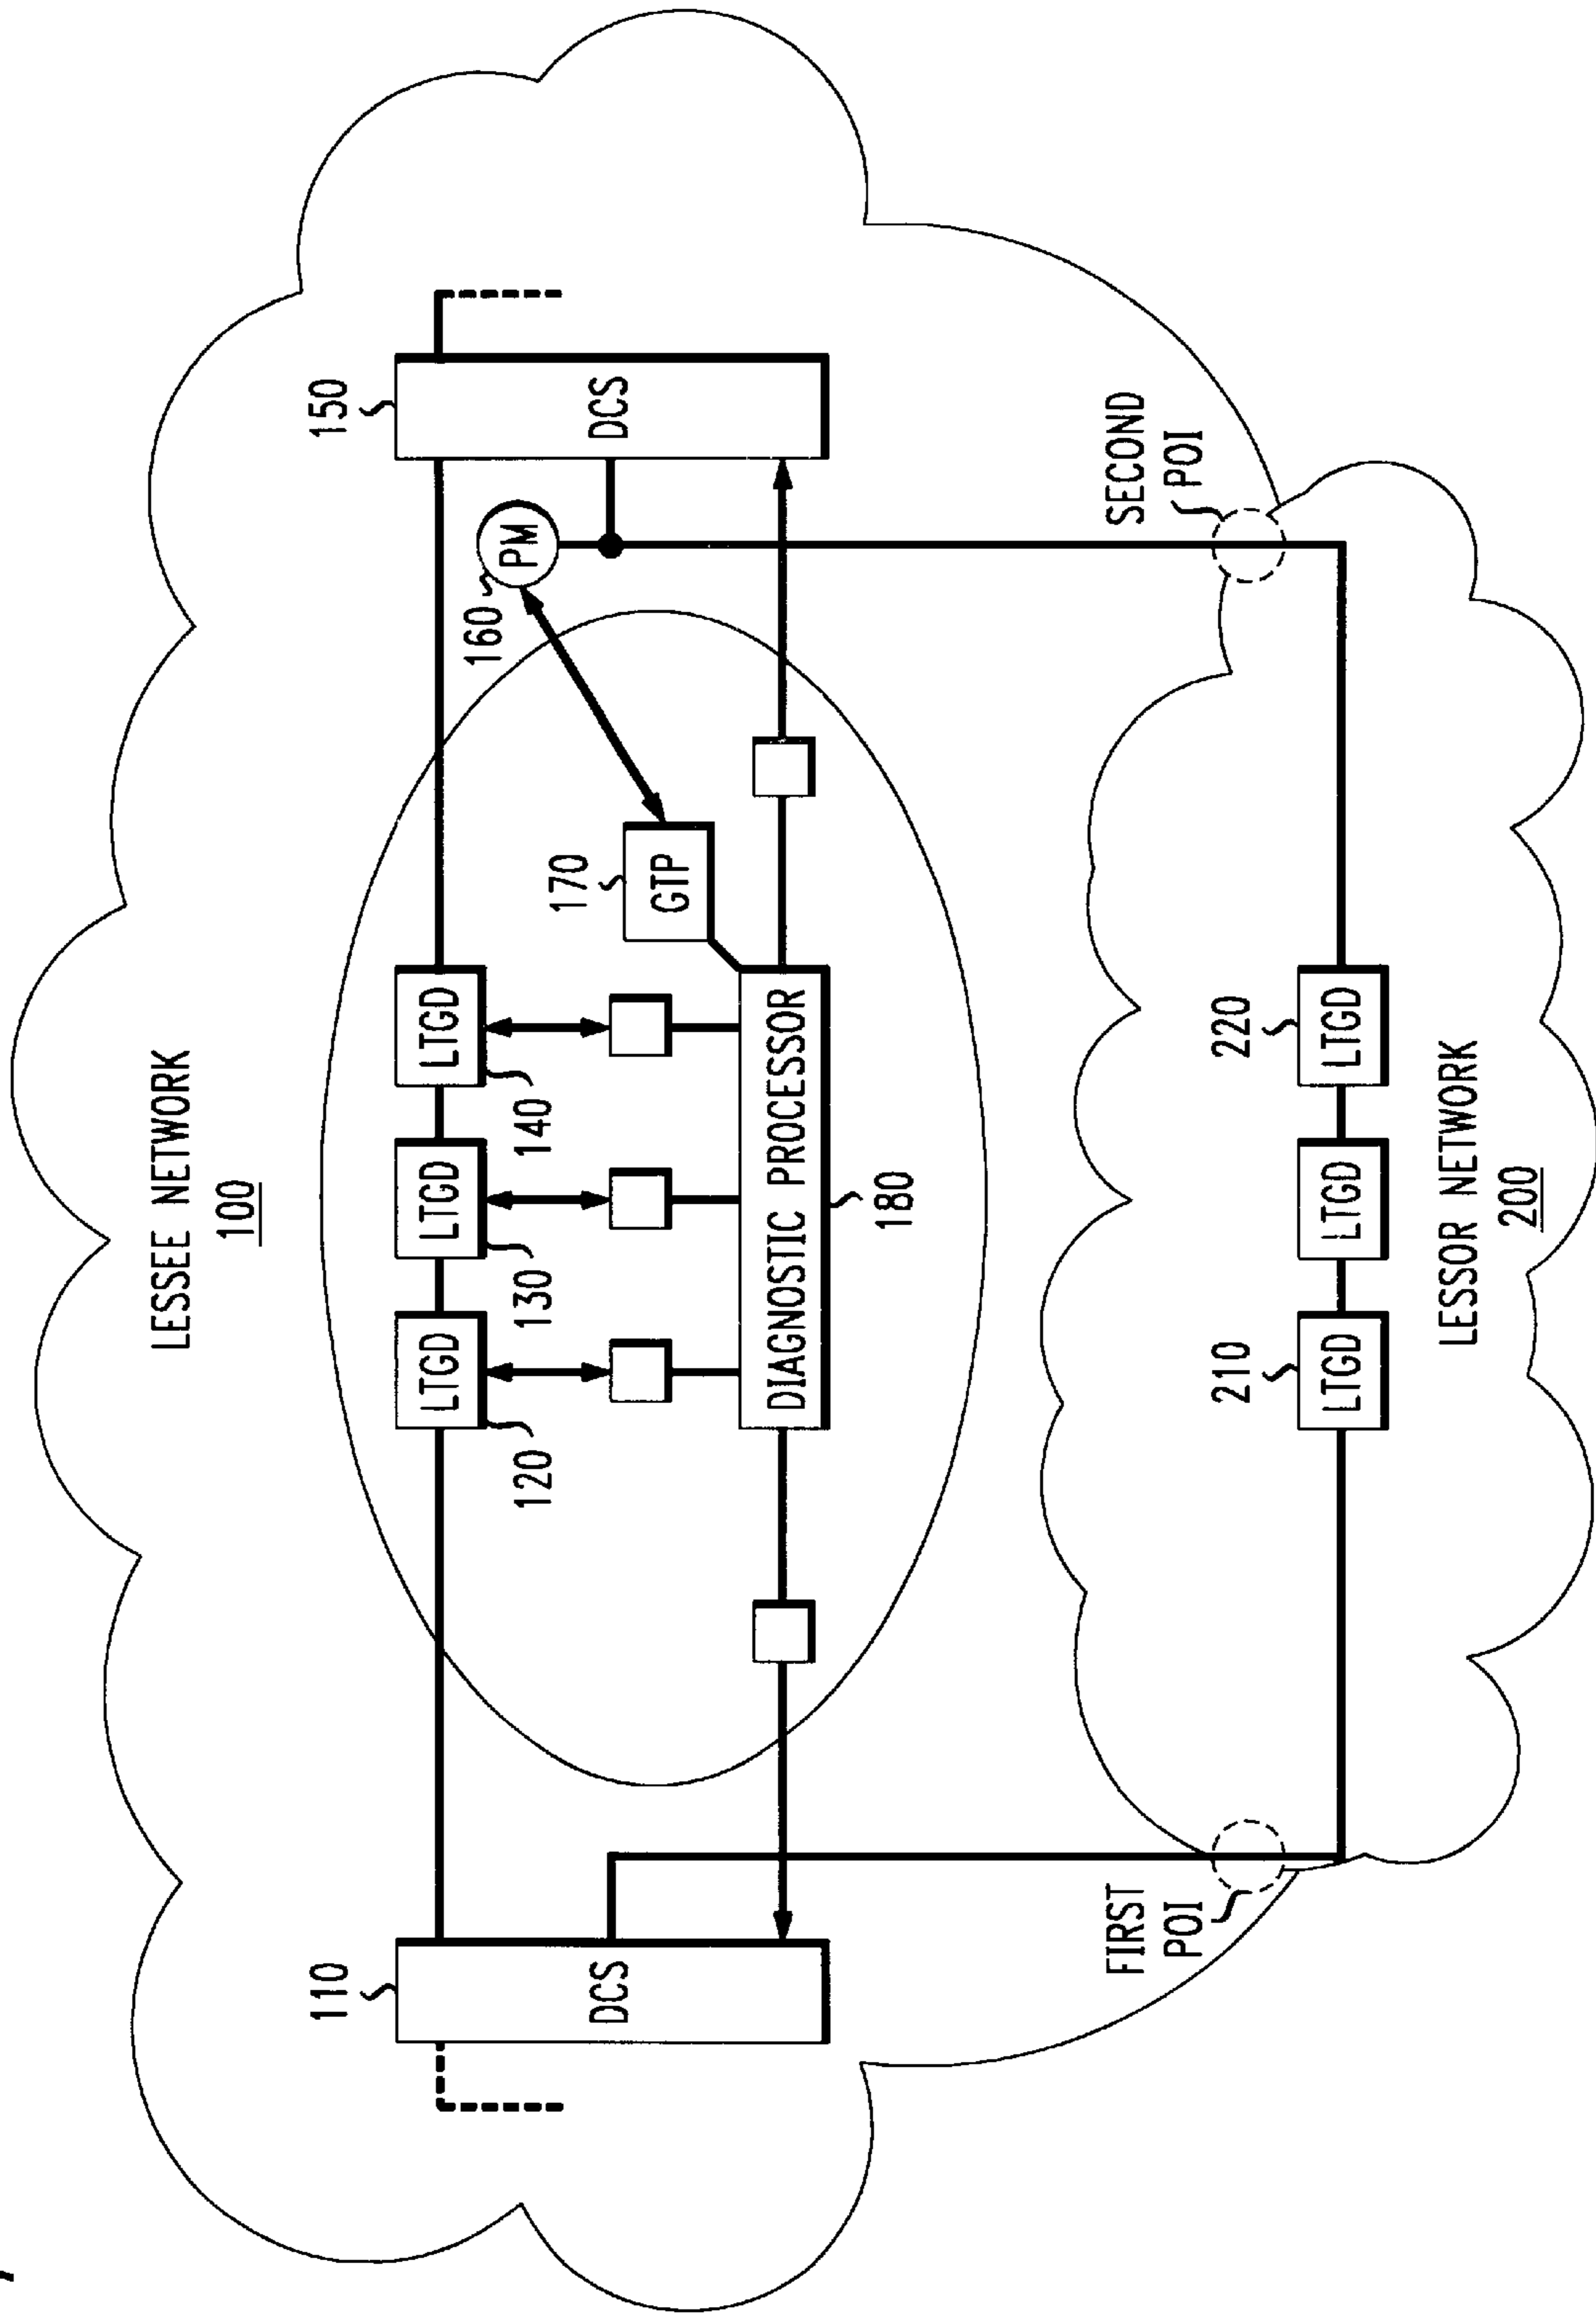 LESSEE NETWORK
100
110
DCS
120
LTGD
130
LTGD
140
LTGD
150
DCS
160
PM
170
GTP
DIAGNOSTIC PROCESSOR
180
FIRST
POI
SECOND
POI
210
LTGD
LTGD
220
LTGD
LESSOR NETWORK
200